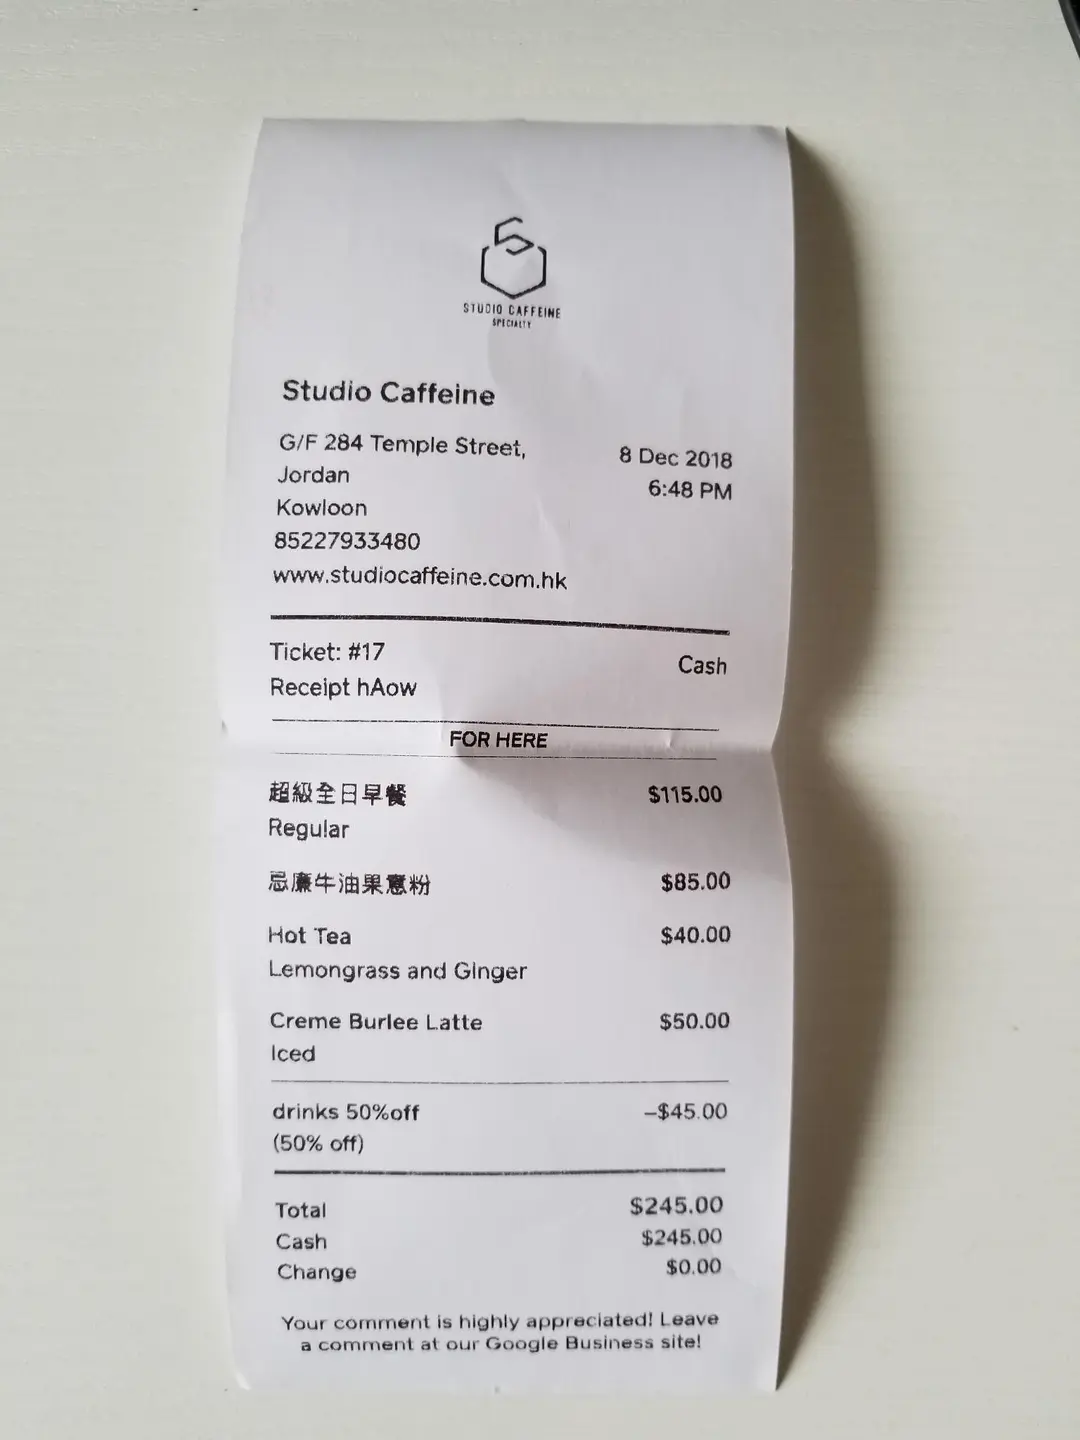 STUDIO CAFFEINE
SPECIALTY
Studio Caffeine
G/F 284 Temple Street,
Jordan
Kowloon
85227933480
www.studiocaffeine.com.hk
8 Dec 2018
6:48 PM
Ticket: #17
Receipt hAow
Cash
FOR HERE
超級全日早餐 $115.00
Regular
忌廉牛油果意粉 $85.00
Hot Tea $40.00
Lemongrass and Ginger
Creme Burlee Latte $50.00
Iced
drinks 50%off -$45.00
(50% off)
Total $245.00
Cash $245.00
Change $0.00
Your comment is highly appreciated! Leave
a comment at our Google Business site!